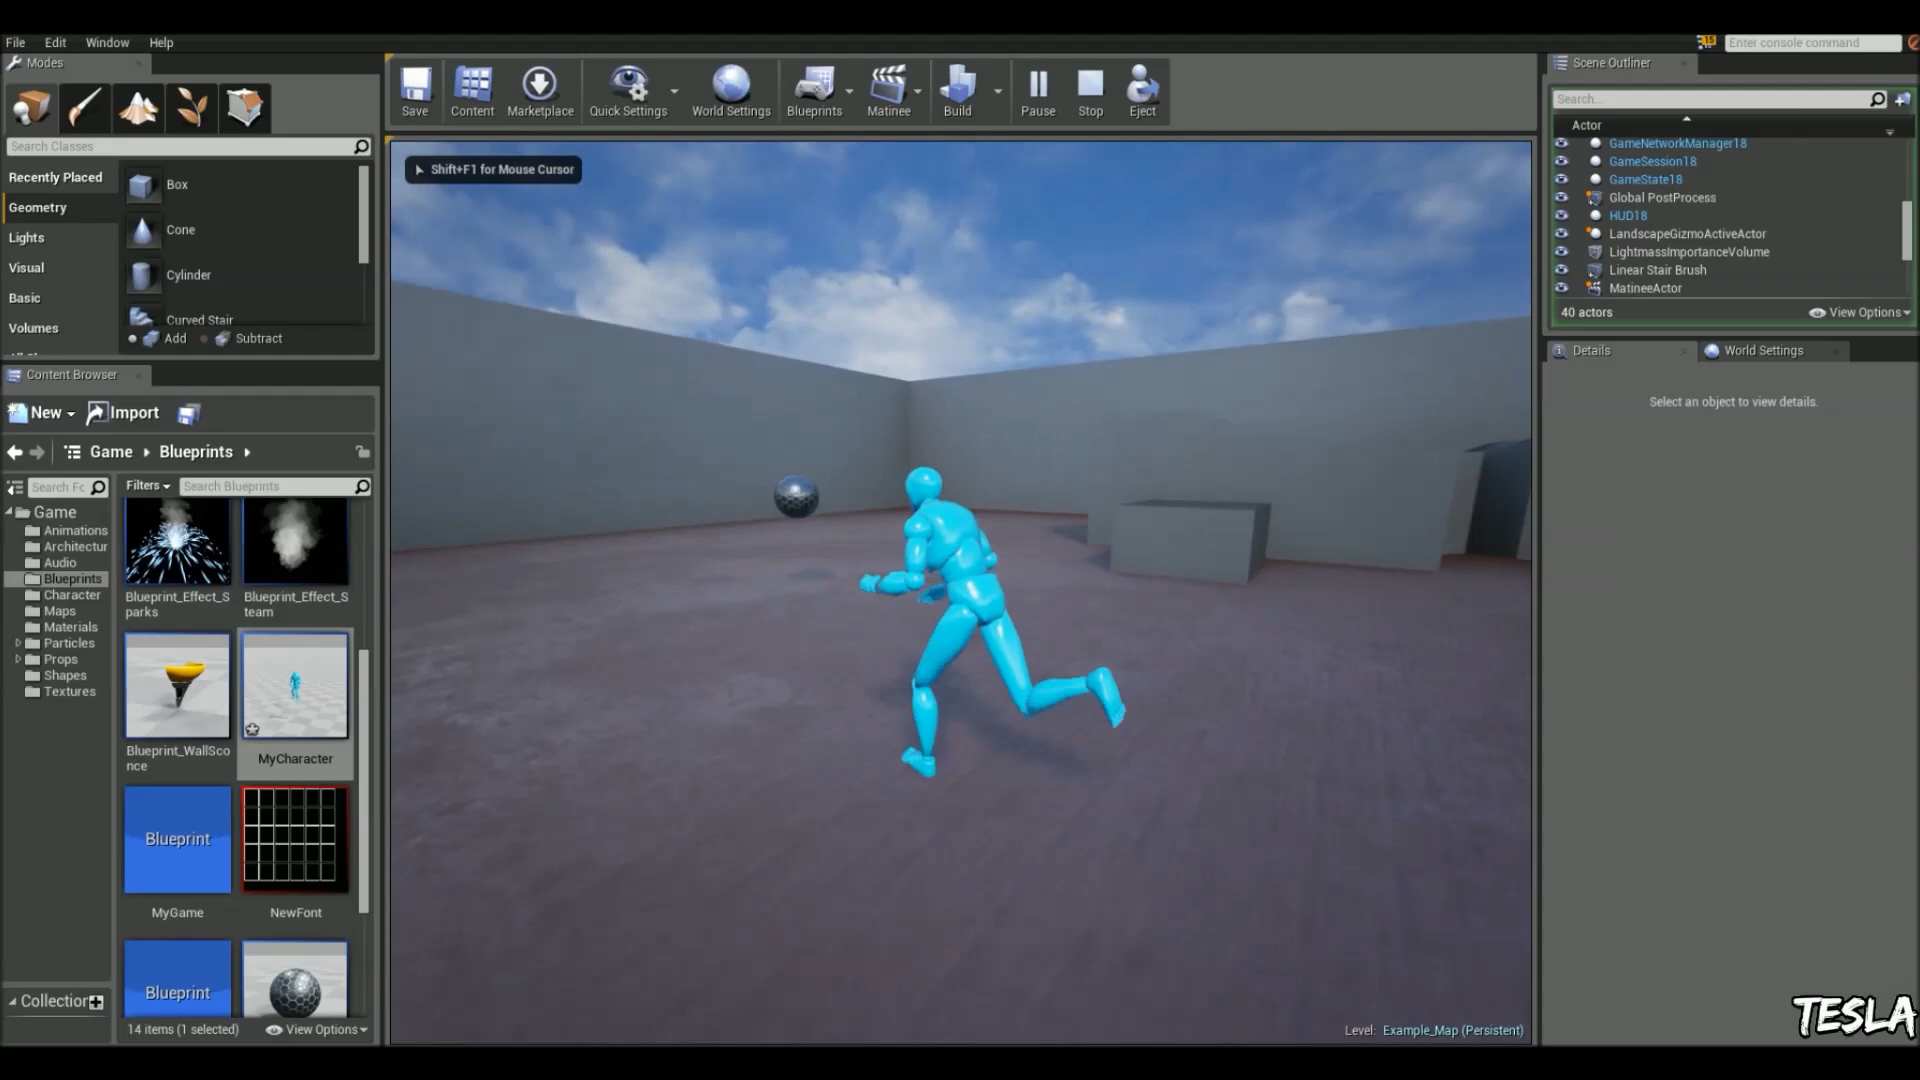 File Edit Window Help
15
Enter console command
Modes
Search Classes
Recently Placed
Geometry
Lights
Visual
Basic
Volumes
Box
Cone
Cylinder
Curved Stair
Add Subtract
Save Content Marketplace Quick Settings World Settings Blueprints Matinee Build Pause Stop Eject
Shift+F1 for Mouse Cursor
Level: Example_Map (Persistent)
Content Browser
New Import
Game Blueprints
Search Fc
Filters
Search Blueprints
Game
Animations
Architectur
Audio
Blueprints
Character
Maps
Materials
Particles
Props
Shapes
Textures
Collection
Blueprint_Effect_S
parks
Blueprint_Effect_S
team
Blueprint_WallSco
nce
MyCharacter
Blueprint
MyGame
NewFont
Blueprint
14 items (1 selected) View Options
Scene Outliner
Search...
Actor
GameNetworkManager18
GameSession18
GameState18
Global PostProcess
HUD18
LandscapeGizmoActiveActor
LightmassImportanceVolume
Linear Stair Brush
MatineeActor
40 actors View Options
Details World Settings
Select an object to view details.
TESLA